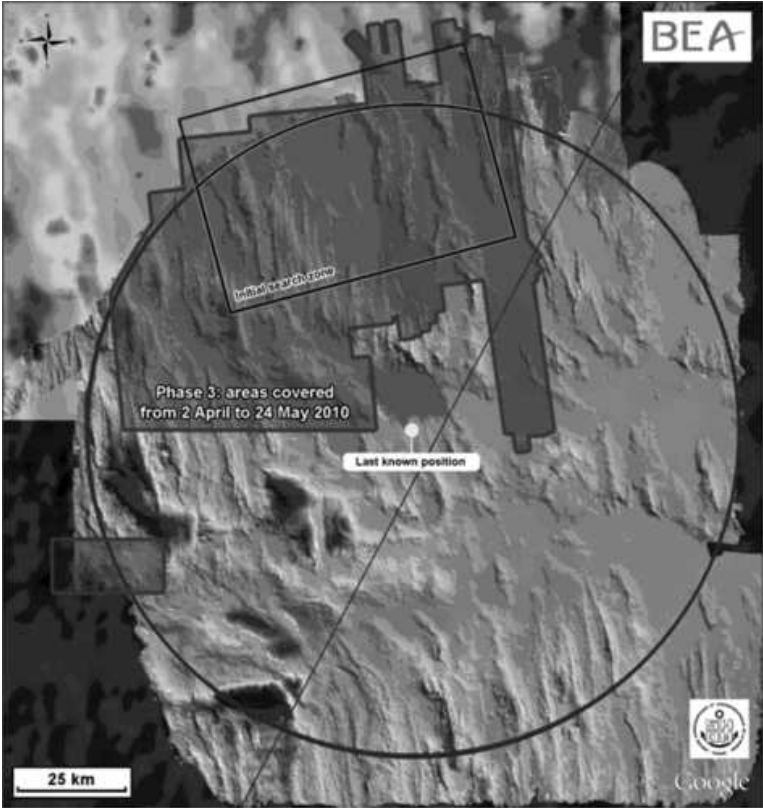 BEA
Initial search zone
Phase 3: areas covered
from 2 April to 24 May 2010
Last known position
25 km
Google